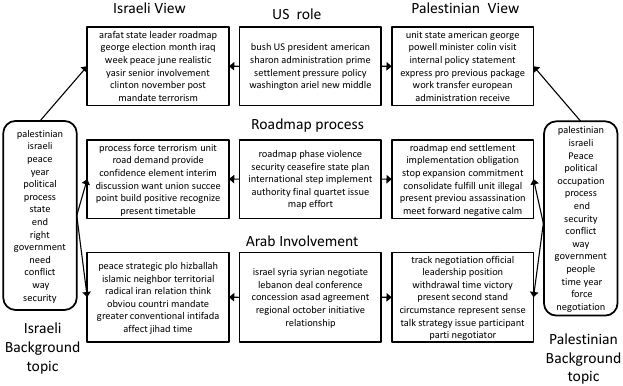 Israeli View
US role
Palestinian View
arafat state leader roadmap
george election month iraq
week peace june realistic
yasir senior involvement
clinton november post
mandate terrorism
bush US president american
sharon administration prime
settlement pressure policy
washington ariel new middle
unit state american george
powell minister colin visit
internal policy statement
express pro previous package
work transfer european
administration receive
Roadmap process
process force terrorism unit
road demand provide
confidence element interim
discussion want union succee
point build positive recognize
present timetable
roadmap phase violence
security ceasefire state plan
international step implement
authority final quartet issue
map effort
roadmap end settlement
implementation obligation
stop expansion commitment
consolidate fulfill unit illegal
present previou assassination
meet forward negative calm
Arab Involvement
peace strategic plo hizballah
islamic neighbor territorial
radical iran relation think
obviou countri mandate
greater conventional intifada
affect jihad time
israel syria syrian negotiate
lebanon deal conference
concession asad agreement
regional october initiative
relationship
track negotiation official
leadership position
withdrawal time victory
present second stand
circumstance represent sense
talk strategy issue participant
parti negotiator
palestinian
israeli
peace
year
political
process
state
end
right
government
need
conflict
way
security
Israeli
Background
topic
palestinian
israeli
Peace
political
occupation
process
end
security
conflict
way
government
people
time year
force
negotiation
Palestinian
Background
topic